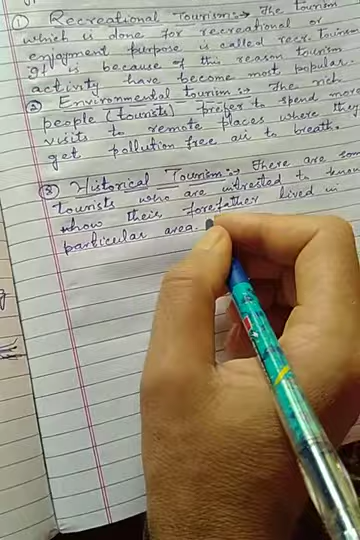 ① Recreational Tourism:→ The tourism
which is done for recreational or
enjoyment purpose is called recr. tourism
It is because of this reason tourism
activity have become most popular.
② Environmental tourism:→ The rich
people (tourists) prefer to spend more
visits to remote places where they
get pollution free air to breath.
③ Historical Tourism:→ There are som
tourists who are intrested to know
how their forefather lived in
particular area.